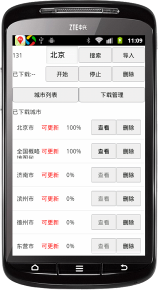 ZTE中兴
11:09
131 北京 搜索 导入
已下载:-- 开始 停止 删除
城市列表 下载管理
已下载城市
北京市 可更新 100% 查看 删除
全国概略 可更新 100% 查看 删除
济南市 可更新 0% 查看 删除
滨州市 可更新 0% 查看 删除
德州市 可更新 0% 查看 删除
东营市 可更新 0% 查看 删除